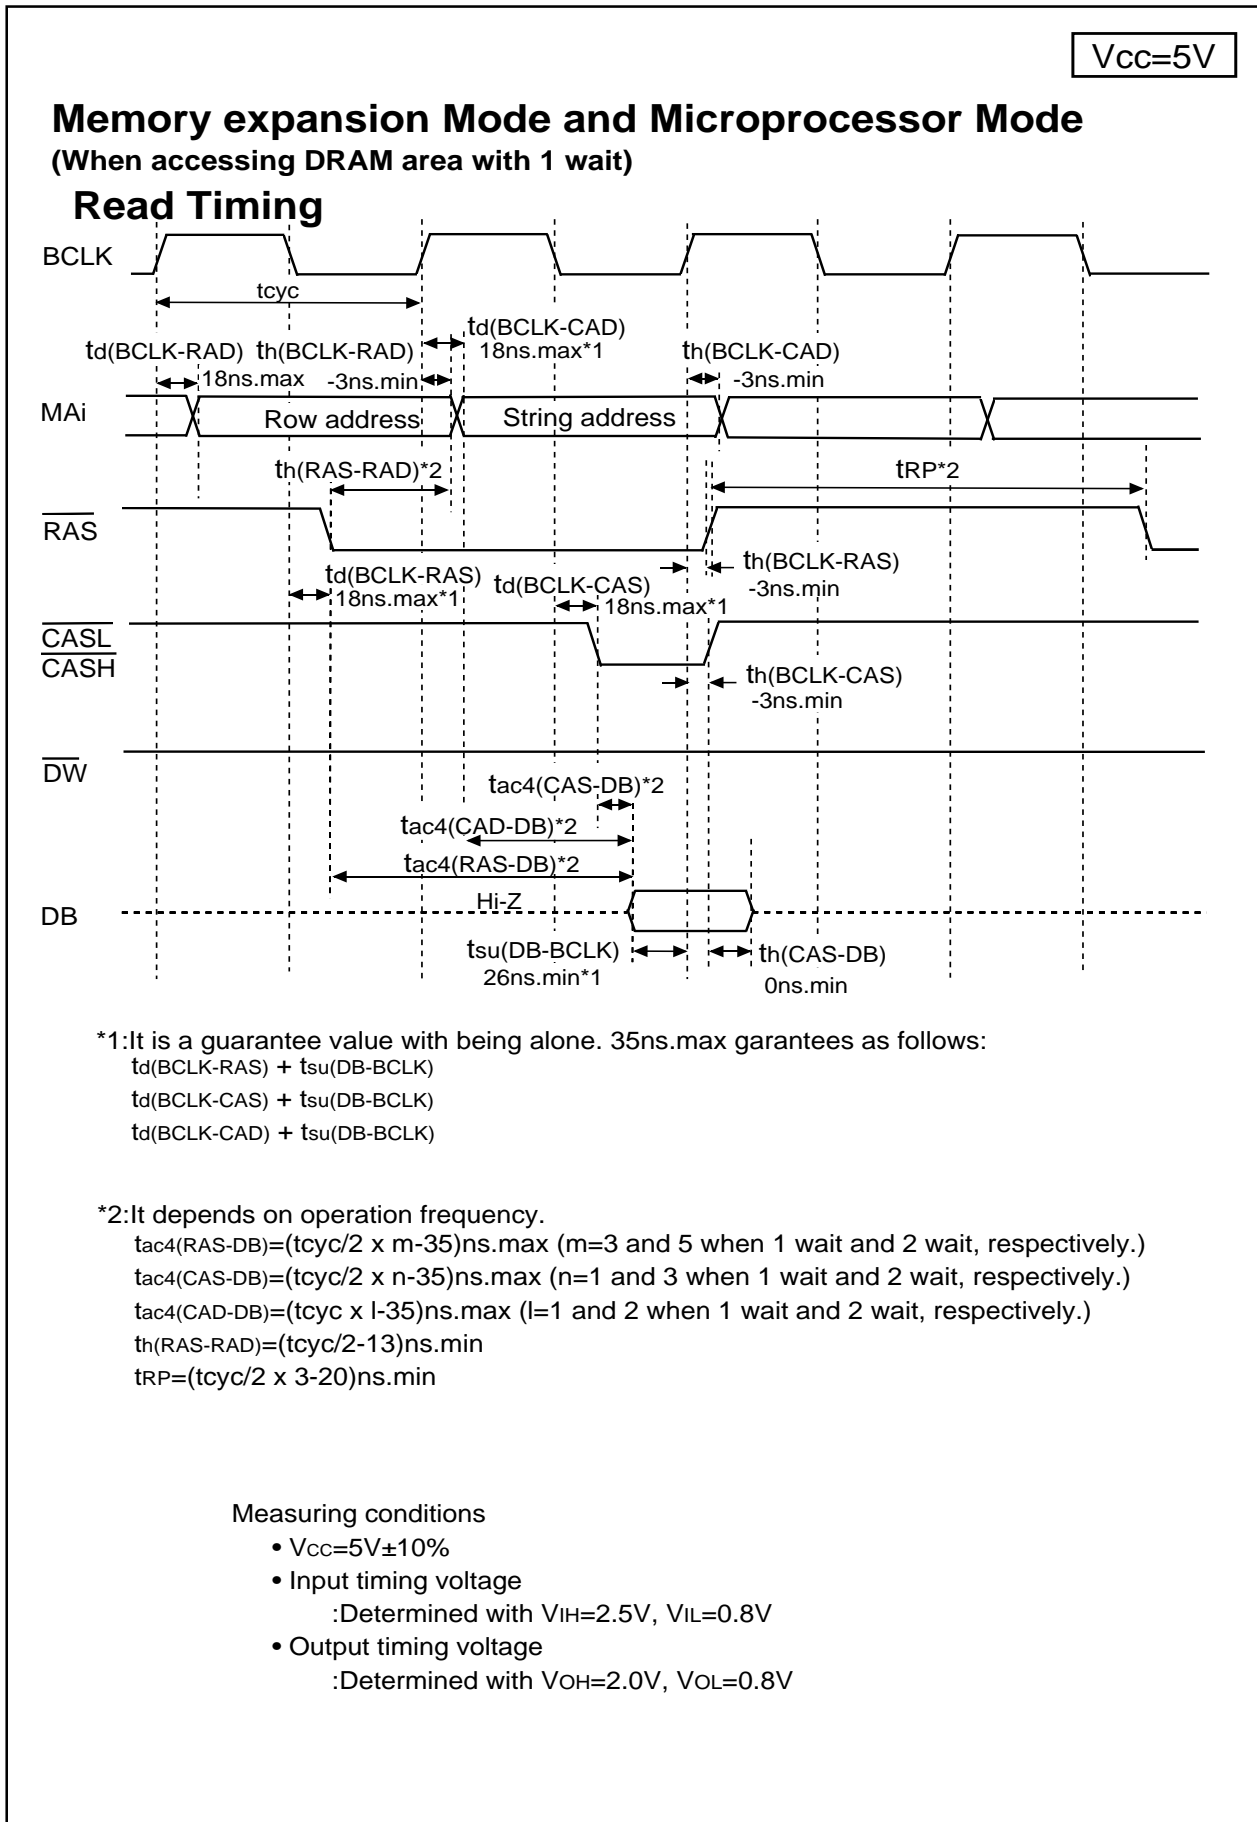 Vcc=5V
Memory expansion Mode and Microprocessor Mode
(When accessing DRAM area with 1 wait)
Read Timing
BCLK
tcyc
td(BCLK-CAD)
18ns.max*1
td(BCLK-RAD)
18ns.max
th(BCLK-RAD)
-3ns.min
th(BCLK-CAD)
-3ns.min
MAi
Row address
String address
th(RAS-RAD)*2
tRP*2
RAS
td(BCLK-RAS)
18ns.max*1
td(BCLK-CAS)
18ns.max*1
th(BCLK-RAS)
-3ns.min
CASL
CASH
th(BCLK-CAS)
-3ns.min
DW
tac4(CAS-DB)*2
tac4(CAD-DB)*2
tac4(RAS-DB)*2
Hi-Z
DB
tsu(DB-BCLK)
26ns.min*1
th(CAS-DB)
0ns.min
*1:It is a guarantee value with being alone. 35ns.max garantees as follows:
td(BCLK-RAS) + tsu(DB-BCLK)
td(BCLK-CAS) + tsu(DB-BCLK)
td(BCLK-CAD) + tsu(DB-BCLK)
*2:It depends on operation frequency.
tac4(RAS-DB)=(tcyc/2 x m-35)ns.max (m=3 and 5 when 1 wait and 2 wait, respectively.)
tac4(CAS-DB)=(tcyc/2 x n-35)ns.max (n=1 and 3 when 1 wait and 2 wait, respectively.)
tac4(CAD-DB)=(tcyc x l-35)ns.max (l=1 and 2 when 1 wait and 2 wait, respectively.)
th(RAS-RAD)=(tcyc/2-13)ns.min
tRP=(tcyc/2 x 3-20)ns.min
Measuring conditions
• VCC=5V±10%
• Input timing voltage
:Determined with VIH=2.5V, VIL=0.8V
• Output timing voltage
:Determined with VOH=2.0V, VOL=0.8V